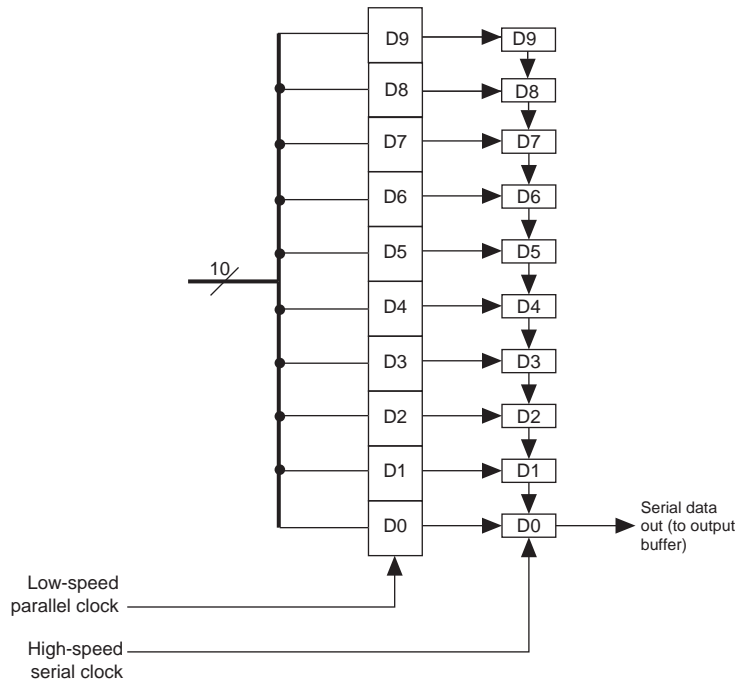 D9 D9
D8 D8
D7 D7
D6 D6
10
D5 D5
D4 D4
D3 D3
D2 D2
D1 D1
D0 D0
Serial data
out (to output
buffer)
Low-speed
parallel clock
High-speed
serial clock